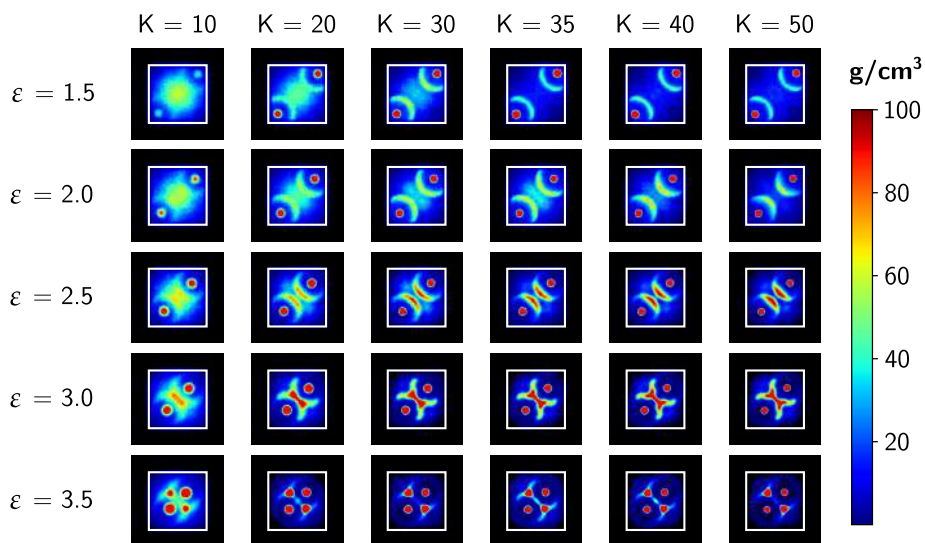 K = 10 K = 20 K = 30 K = 35 K = 40 K = 50
g/cm³
ε = 1.5
100
ε = 2.0
80
ε = 2.5
60
ε = 3.0
40
20
ε = 3.5